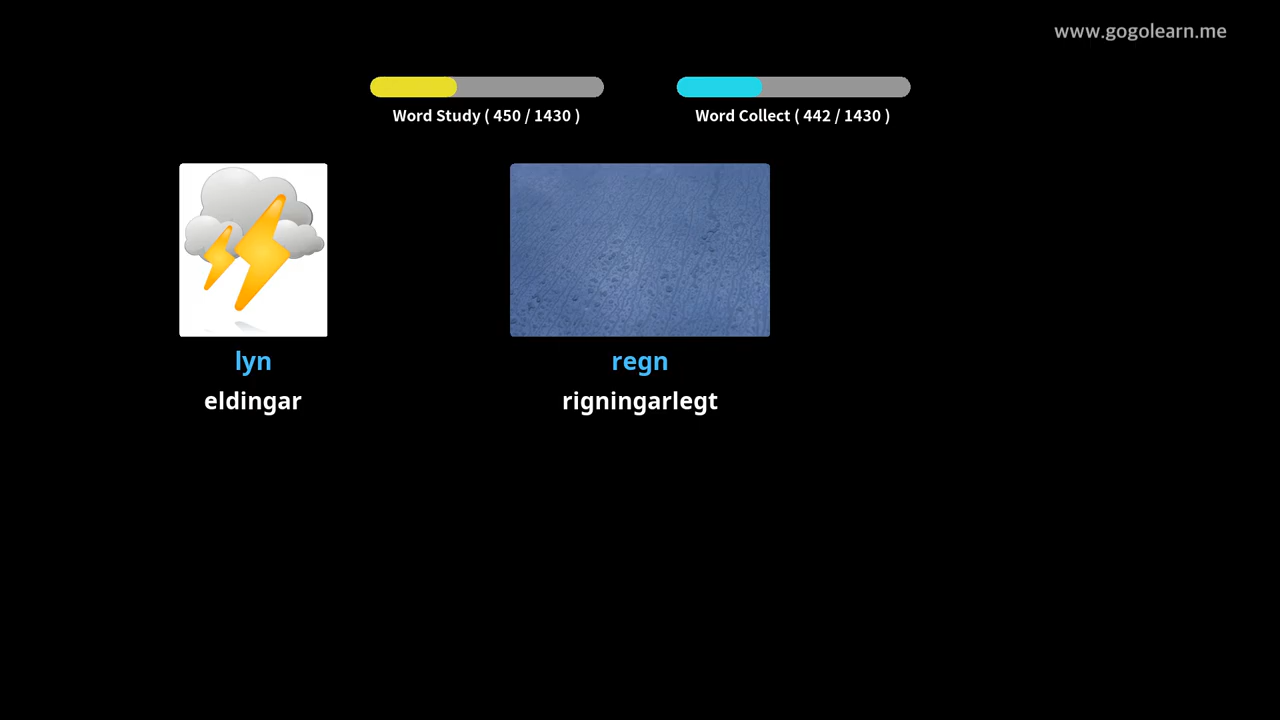 www.gogolearn.me
Word Study ( 450 / 1430 )
Word Collect ( 442 / 1430 )
lyn
eldingar
regn
rigningarlegt